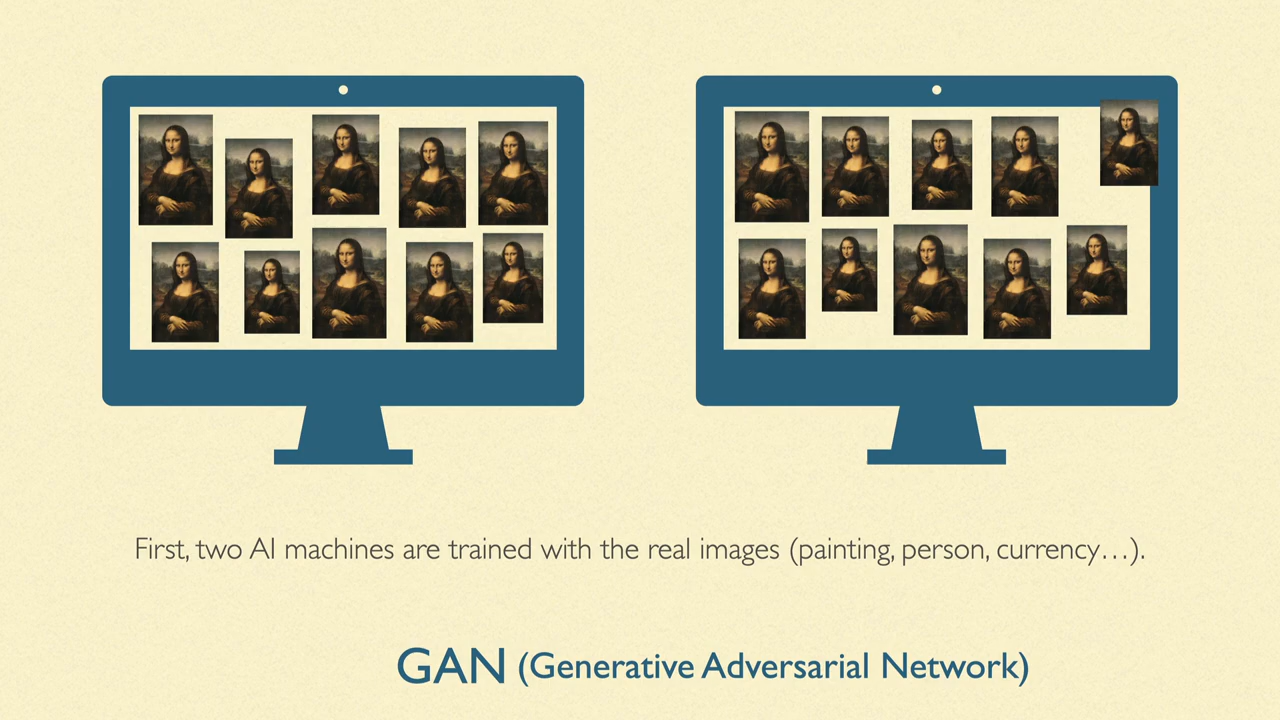 First, two AI machines are trained with the real images (painting, person, currency…).
GAN (Generative Adversarial Network)